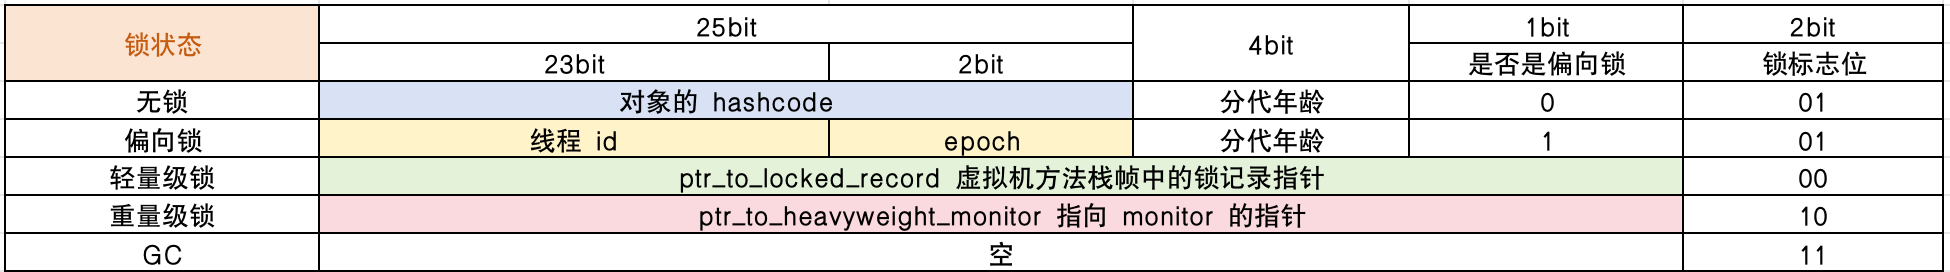 锁状态 25bit 4bit 1bit 2bit
23bit 2bit 是否是偏向锁 锁标志位
无锁 对象的 hashcode 分代年龄 0 01
偏向锁 线程 id epoch 分代年龄 1 01
轻量级锁 ptr_to_locked_record 虚拟机方法栈帧中的锁记录指针 00
重量级锁 ptr_to_heavyweight_monitor 指向 monitor 的指针 10
GC 空 11